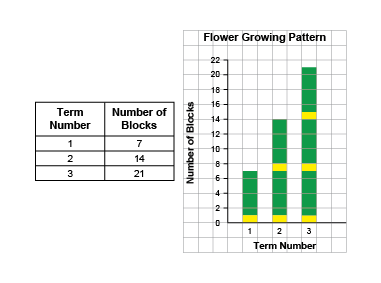 Term Number | Number of Blocks
1 | 7
2 | 14
3 | 21
Flower Growing Pattern
Number of Blocks
22
20
18
16
14
12
10
8
6
4
2
0
1 2 3
Term Number